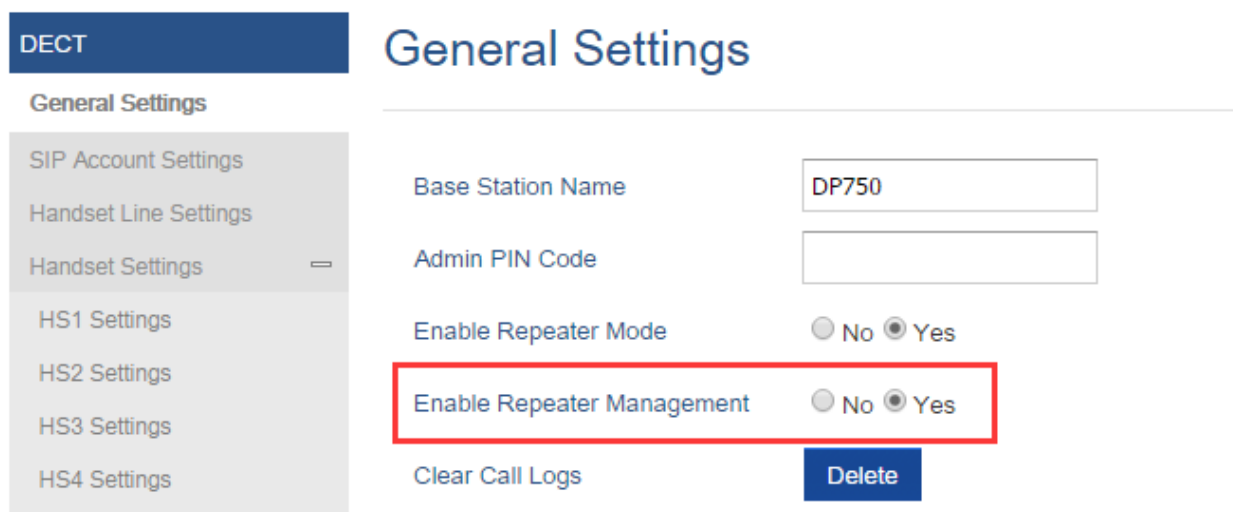 DECT
General Settings
SIP Account Settings
Handset Line Settings
Handset Settings
HS1 Settings
HS2 Settings
HS3 Settings
HS4 Settings
General Settings
Base Station Name DP750
Admin PIN Code
Enable Repeater Mode No Yes
Enable Repeater Management No Yes
Clear Call Logs Delete